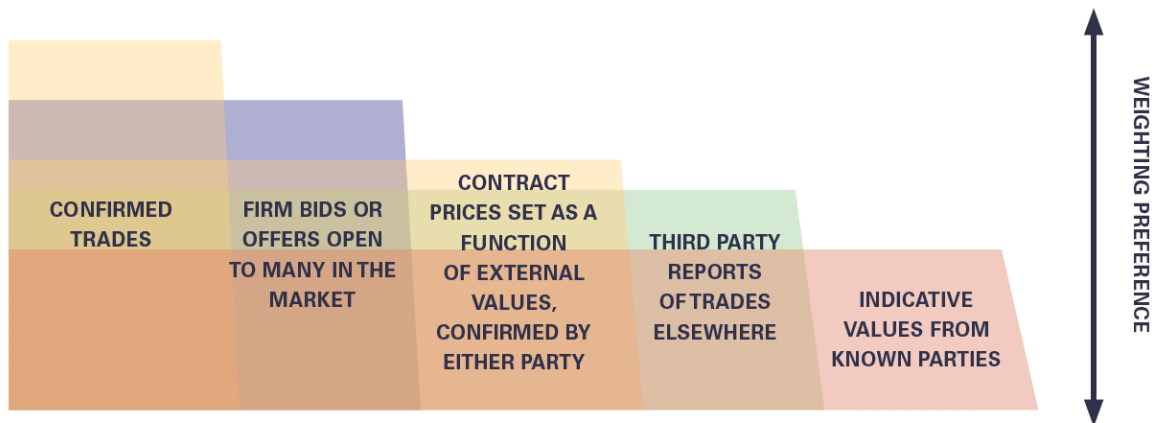 CONFIRMED
TRADES
FIRM BIDS OR
OFFERS OPEN
TO MANY IN THE
MARKET
CONTRACT
PRICES SET AS A
FUNCTION
OF EXTERNAL
VALUES,
CONFIRMED BY
EITHER PARTY
THIRD PARTY
REPORTS
OF TRADES
ELSEWHERE
INDICATIVE
VALUES FROM
KNOWN PARTIES
WEIGHTING PREFERENCE